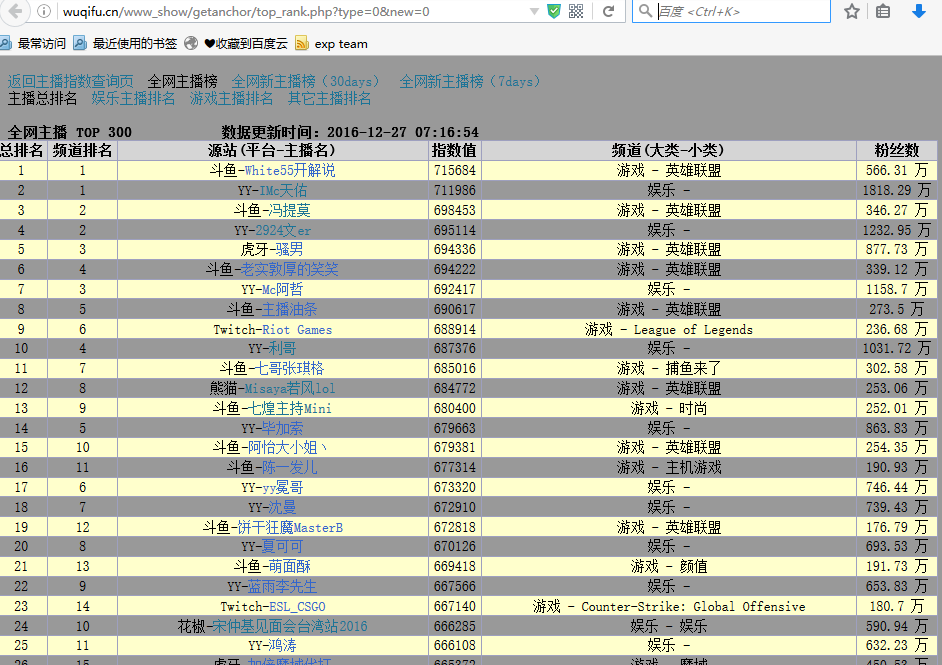 wuqifu.cn/www_show/getanchor/top_rank.php?type=0&new=0 百度 <Ctrl+K>
最常访问 最近使用的书签 ♥收藏到百度云 exp team
返回主播指数查询页 全网主播榜 全网新主播榜（30days） 全网新主播榜（7days）
主播总排名 娱乐主播排名 游戏主播排名 其它主播排名
全网主播 TOP 300 数据更新时间：2016-12-27 07:16:54
总排名 频道排名 源站(平台-主播名) 指数值 频道(大类-小类) 粉丝数
1 1 斗鱼-White55开解说 715684 游戏 - 英雄联盟 566.31 万
2 1 YY-IMc天佑 711986 娱乐 - 1818.29 万
3 2 斗鱼-冯提莫 698453 游戏 - 英雄联盟 346.27 万
4 2 YY-2924文er 695114 娱乐 - 1232.95 万
5 3 虎牙-骚男 694336 游戏 - 英雄联盟 877.73 万
6 4 斗鱼-老实敦厚的笑笑 694222 游戏 - 英雄联盟 339.12 万
7 3 YY-Mc阿哲 692417 娱乐 - 1158.7 万
8 5 斗鱼-主播油条 690617 游戏 - 英雄联盟 273.5 万
9 6 Twitch-Riot Games 688914 游戏 - League of Legends 236.68 万
10 4 YY-利哥 687376 娱乐 - 1031.72 万
11 7 斗鱼-七哥张琪格 685016 游戏 - 捕鱼来了 302.58 万
12 8 熊猫-Misaya若风lol 684772 游戏 - 英雄联盟 253.06 万
13 9 斗鱼-七煌主持Mini 680400 游戏 - 时尚 252.01 万
14 5 YY-毕加索 679663 娱乐 - 863.83 万
15 10 斗鱼-阿怡大小姐丶 679381 游戏 - 英雄联盟 254.35 万
16 11 斗鱼-陈一发儿 677314 游戏 - 主机游戏 190.93 万
17 6 YY-yy冕哥 673320 娱乐 - 746.44 万
18 7 YY-沈曼 672910 娱乐 - 739.43 万
19 12 斗鱼-饼干狂魔MasterB 672818 游戏 - 英雄联盟 176.79 万
20 8 YY-夏可可 670126 娱乐 - 693.53 万
21 13 斗鱼-萌面酥 669418 游戏 - 颜值 191.73 万
22 9 YY-蓝雨李先生 667566 娱乐 - 653.83 万
23 14 Twitch-ESL_CSGO 667140 游戏 - Counter-Strike: Global Offensive 180.7 万
24 10 花椒-宋仲基见面会台湾站2016 666285 娱乐 - 娱乐 590.94 万
25 11 YY-鸿涛 666108 娱乐 - 632.23 万